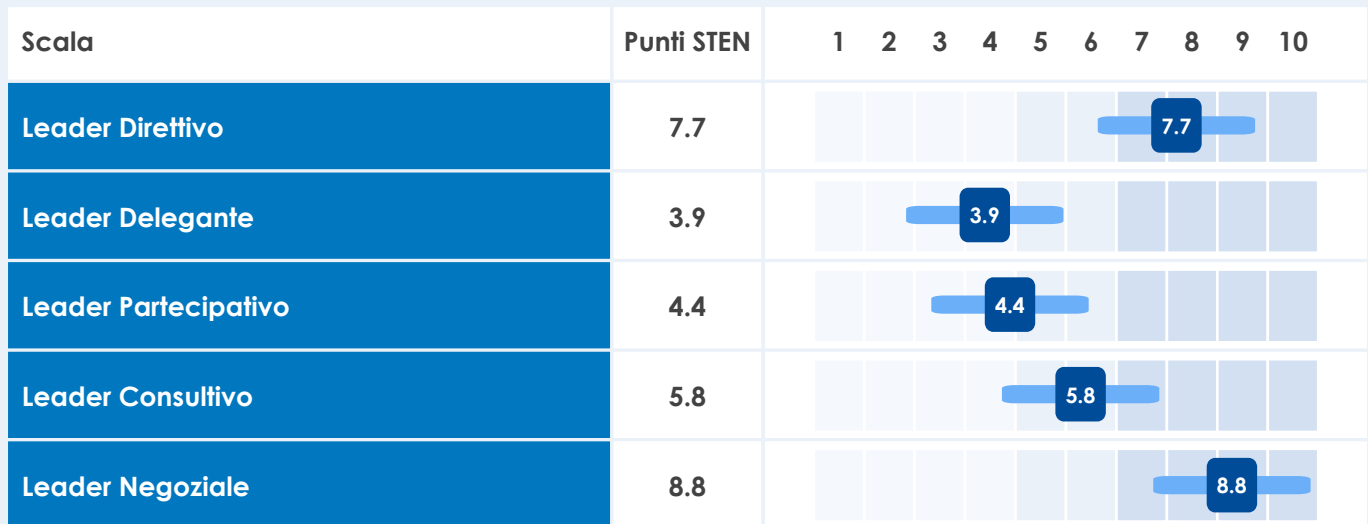 Scala Punti STEN 1 2 3 4 5 6 7 8 9 10
Leader Direttivo 7.7 7.7
Leader Delegante 3.9 3.9
Leader Partecipativo 4.4 4.4
Leader Consultivo 5.8 5.8
Leader Negoziale 8.8 8.8